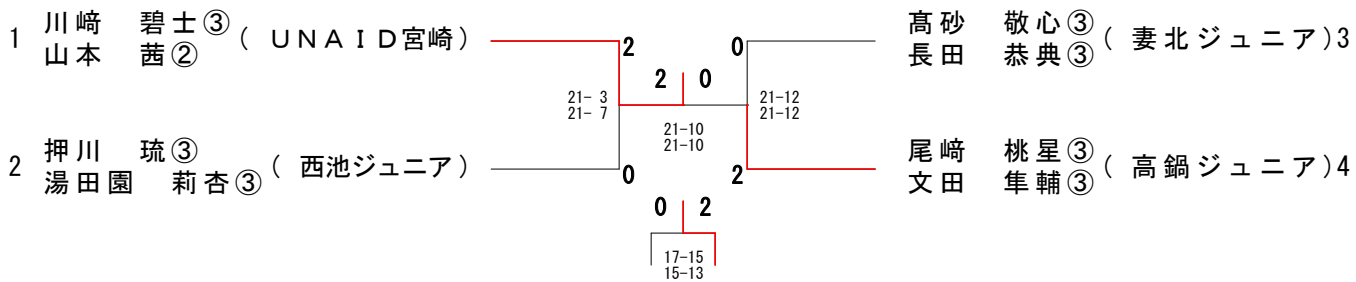 1 川﨑 碧士③ (UNAID宮崎)
山本 茜②
2 押川 琉③ (西池ジュニア)
湯田園 莉杏③
2 0
2 0
21- 3
21- 7
21-12
21-12
21-10
21-10
0 2
0 2
17-15
15-13
髙砂 敬心③ (妻北ジュニア)3
長田 恭典③
尾﨑 桃星③ (高鍋ジュニア)4
文田 隼輔③